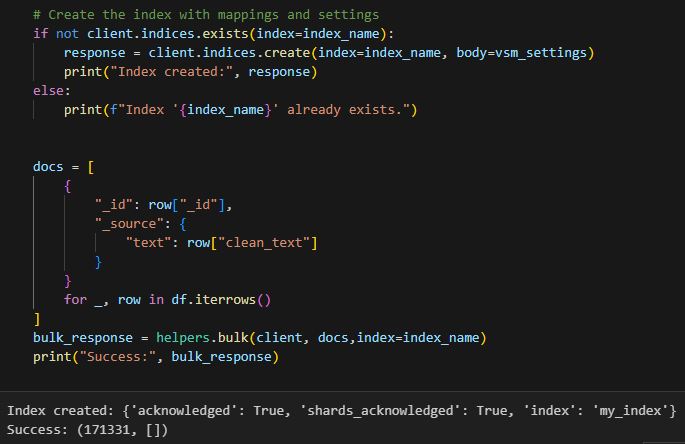 # Create the index with mappings and settings
if not client.indices.exists(index=index_name):
    response = client.indices.create(index=index_name, body=vsm_settings)
    print("Index created:", response)
else:
    print(f"Index '{index_name}' already exists.")
docs = [
    {
        "_id": row["_id"],
        "_source": {
            "text": row["clean_text"]
        }
    }
    for _, row in df.iterrows()
]
bulk_response = helpers.bulk(client, docs,index=index_name)
print("Success:", bulk_response)
Index created: {'acknowledged': True, 'shards_acknowledged': True, 'index': 'my_index'}
Success: (171331, [])